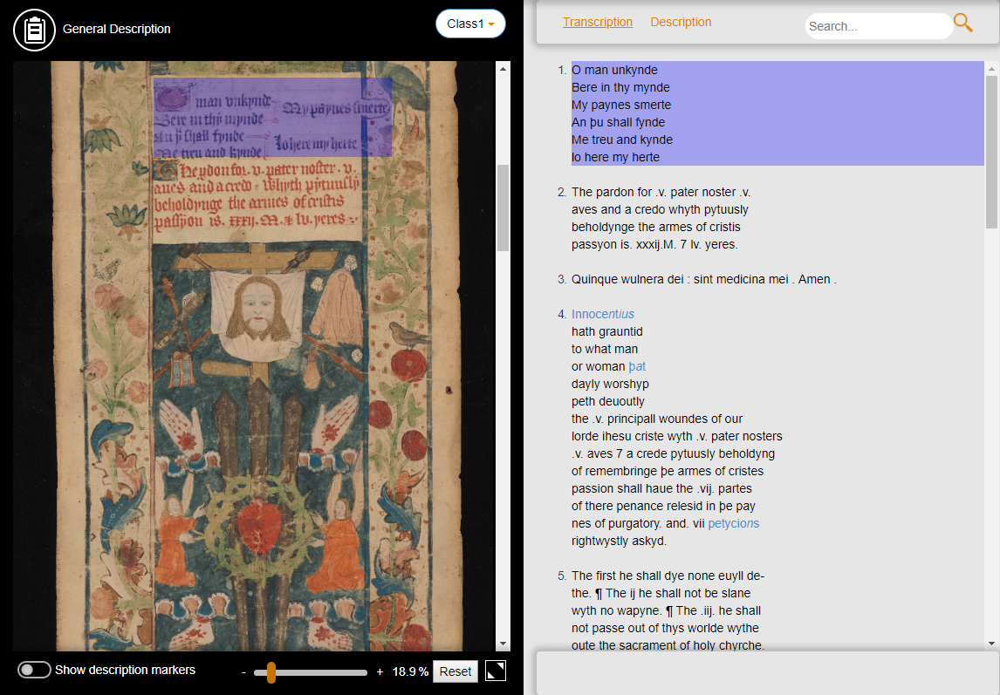 General Description
Class1
man vnkynde
My paynes smerte
Bere in thy mynde
An þu shall fynde
lo here my herte
Me treu and kynde
The pardon for .v. pater noster .v.
aues and a credo Whyth pytuusly
beholdynge the armes of cristis
passyon is. xxxij.M. & lv. yeres
Show description markers
- + 18.9 % Reset
Transcription Description
Search...
1. O man unkynde
Bere in thy mynde
My paynes smerte
An þu shall fynde
Me treu and kynde
lo here my herte
2. The pardon for .v. pater noster .v.
aves and a credo whyth pytuusly
beholdynge the armes of cristis
passyon is. xxxij.M. 7 lv. yeres.
3. Quinque wulnera dei : sint medicina mei . Amen .
4. Innocentius
hath grauntid
to what man
or woman þat
dayly worshyp
peth deuoutly
the .v. principall woundes of our
lorde ihesu criste wyth .v. pater nosters
.v. aves 7 a crede pytuusly beholdyng
of remembringe þe armes of cristes
passion shall haue the .vij. partes
of there penance relesid in þe pay
nes of purgatory. and. vii petycions
rightwystly askyd.
5. The first he shall dye none euyll de-
the. ¶ The ij he shall not be slane
wyth no wapyne. ¶ The .iij. he shall
not passe out of thys worlde wythe
oute the sacrament of holy chyrche.